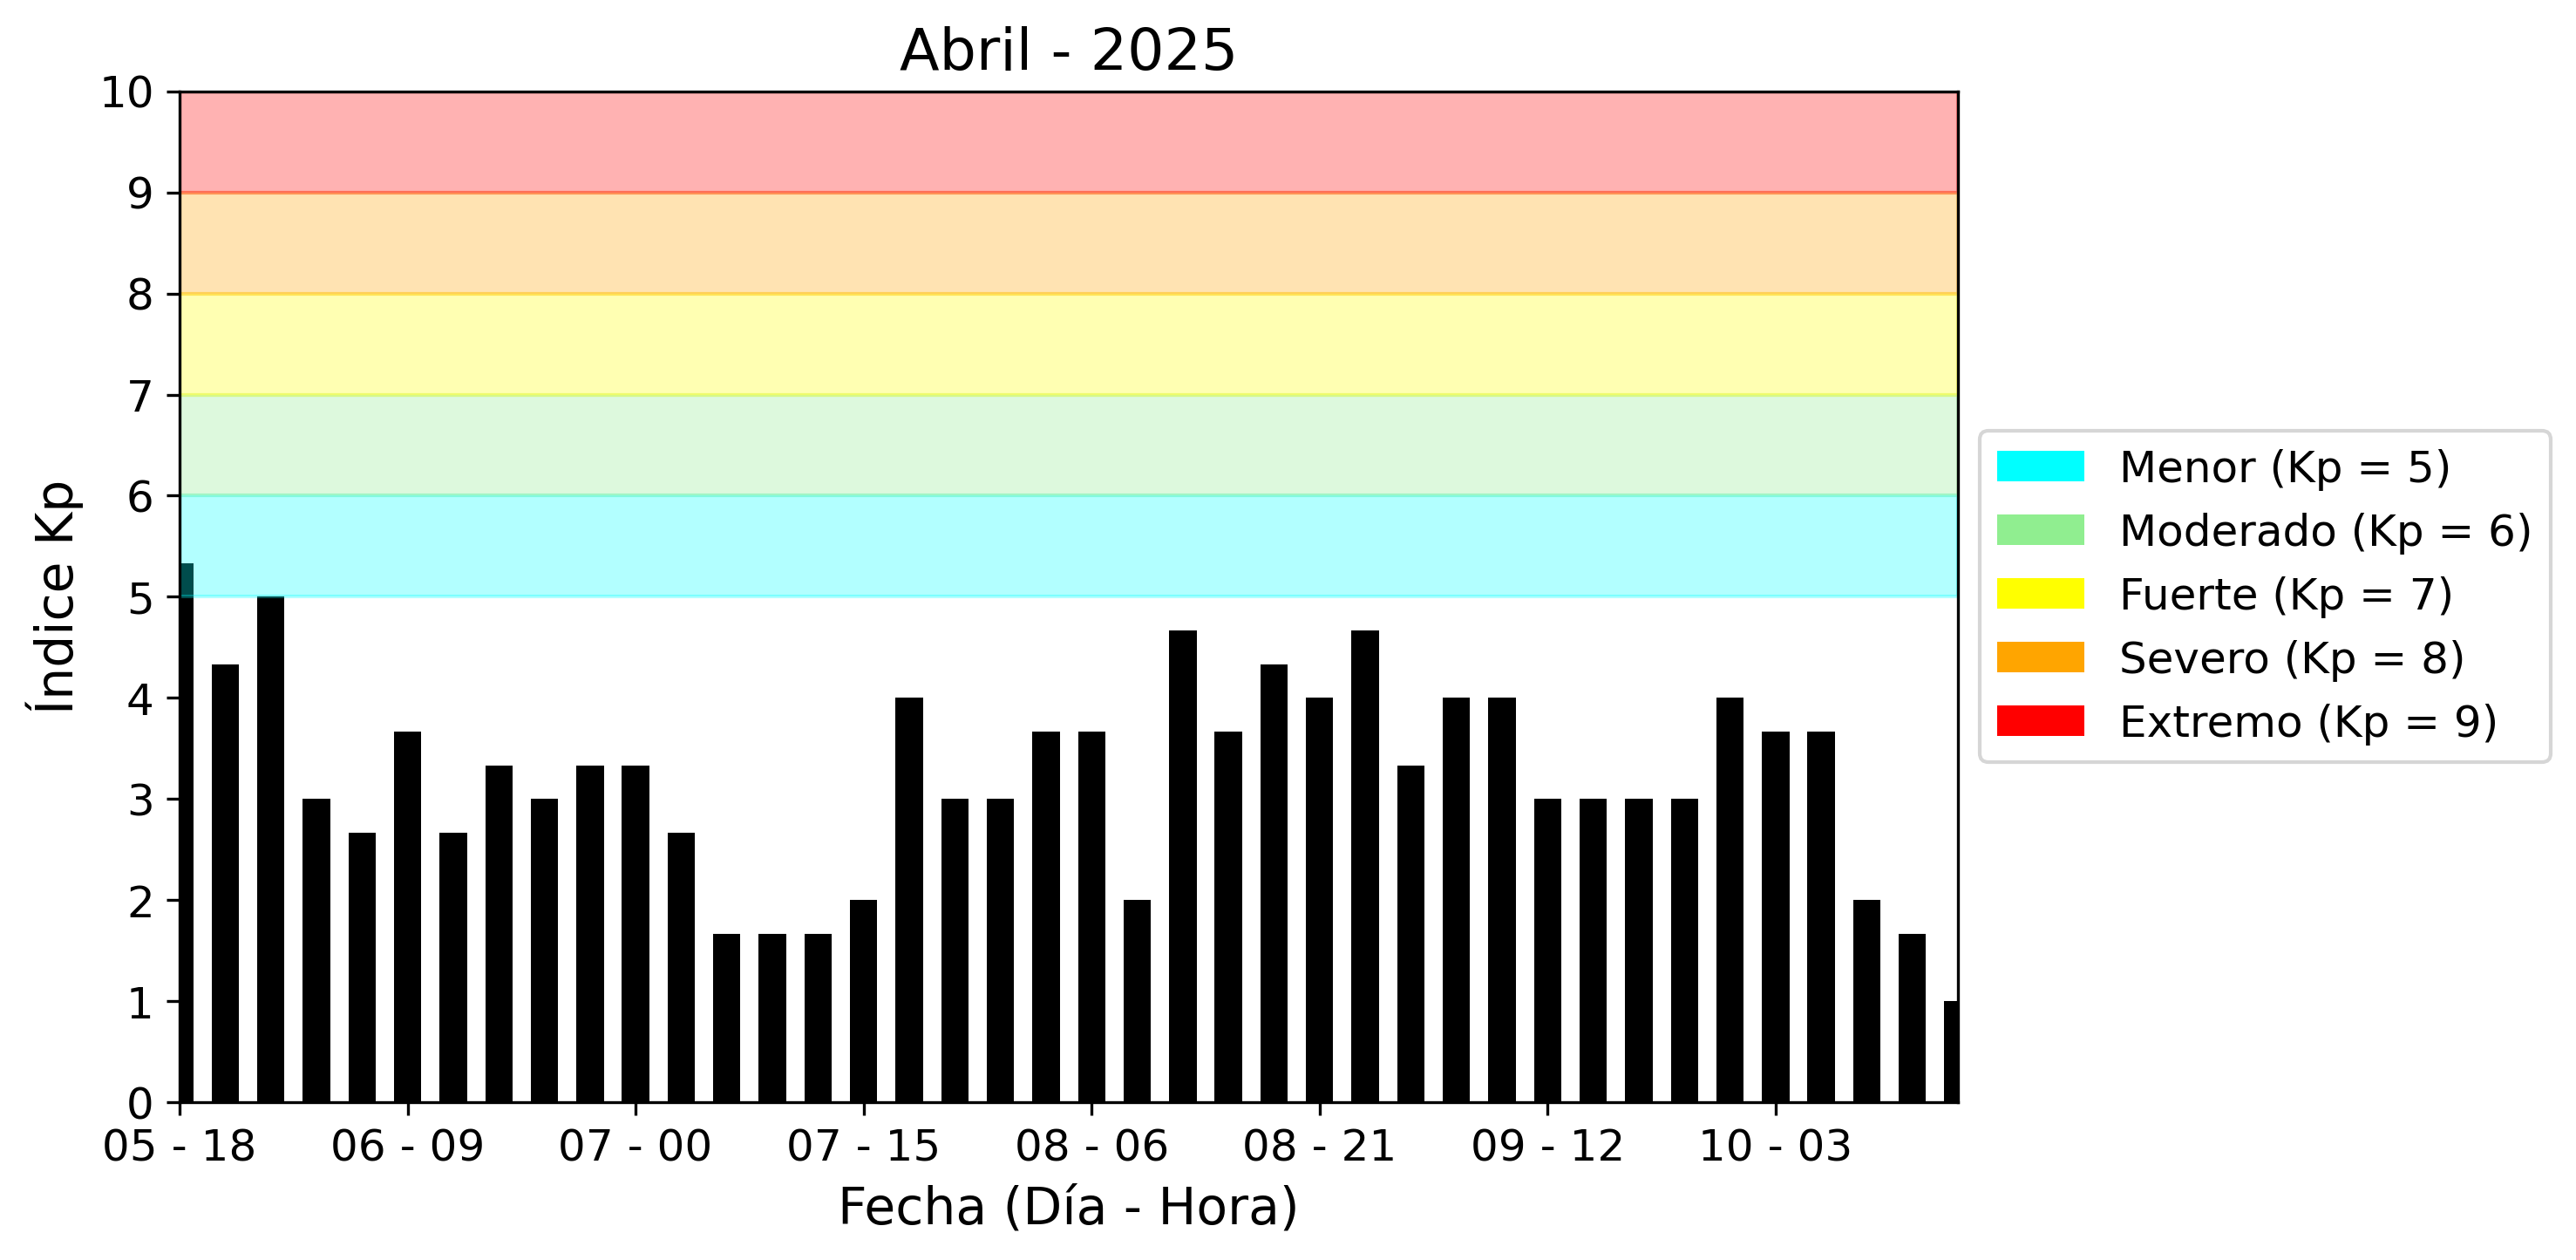 Abril - 2025
10
9
8
7
6
5
4
3
2
1
0
Índice Kp
05 - 18
06 - 09
07 - 00
07 - 15
08 - 06
08 - 21
09 - 12
10 - 03
Fecha (Día - Hora)
Menor (Kp = 5)
Moderado (Kp = 6)
Fuerte (Kp = 7)
Severo (Kp = 8)
Extremo (Kp = 9)